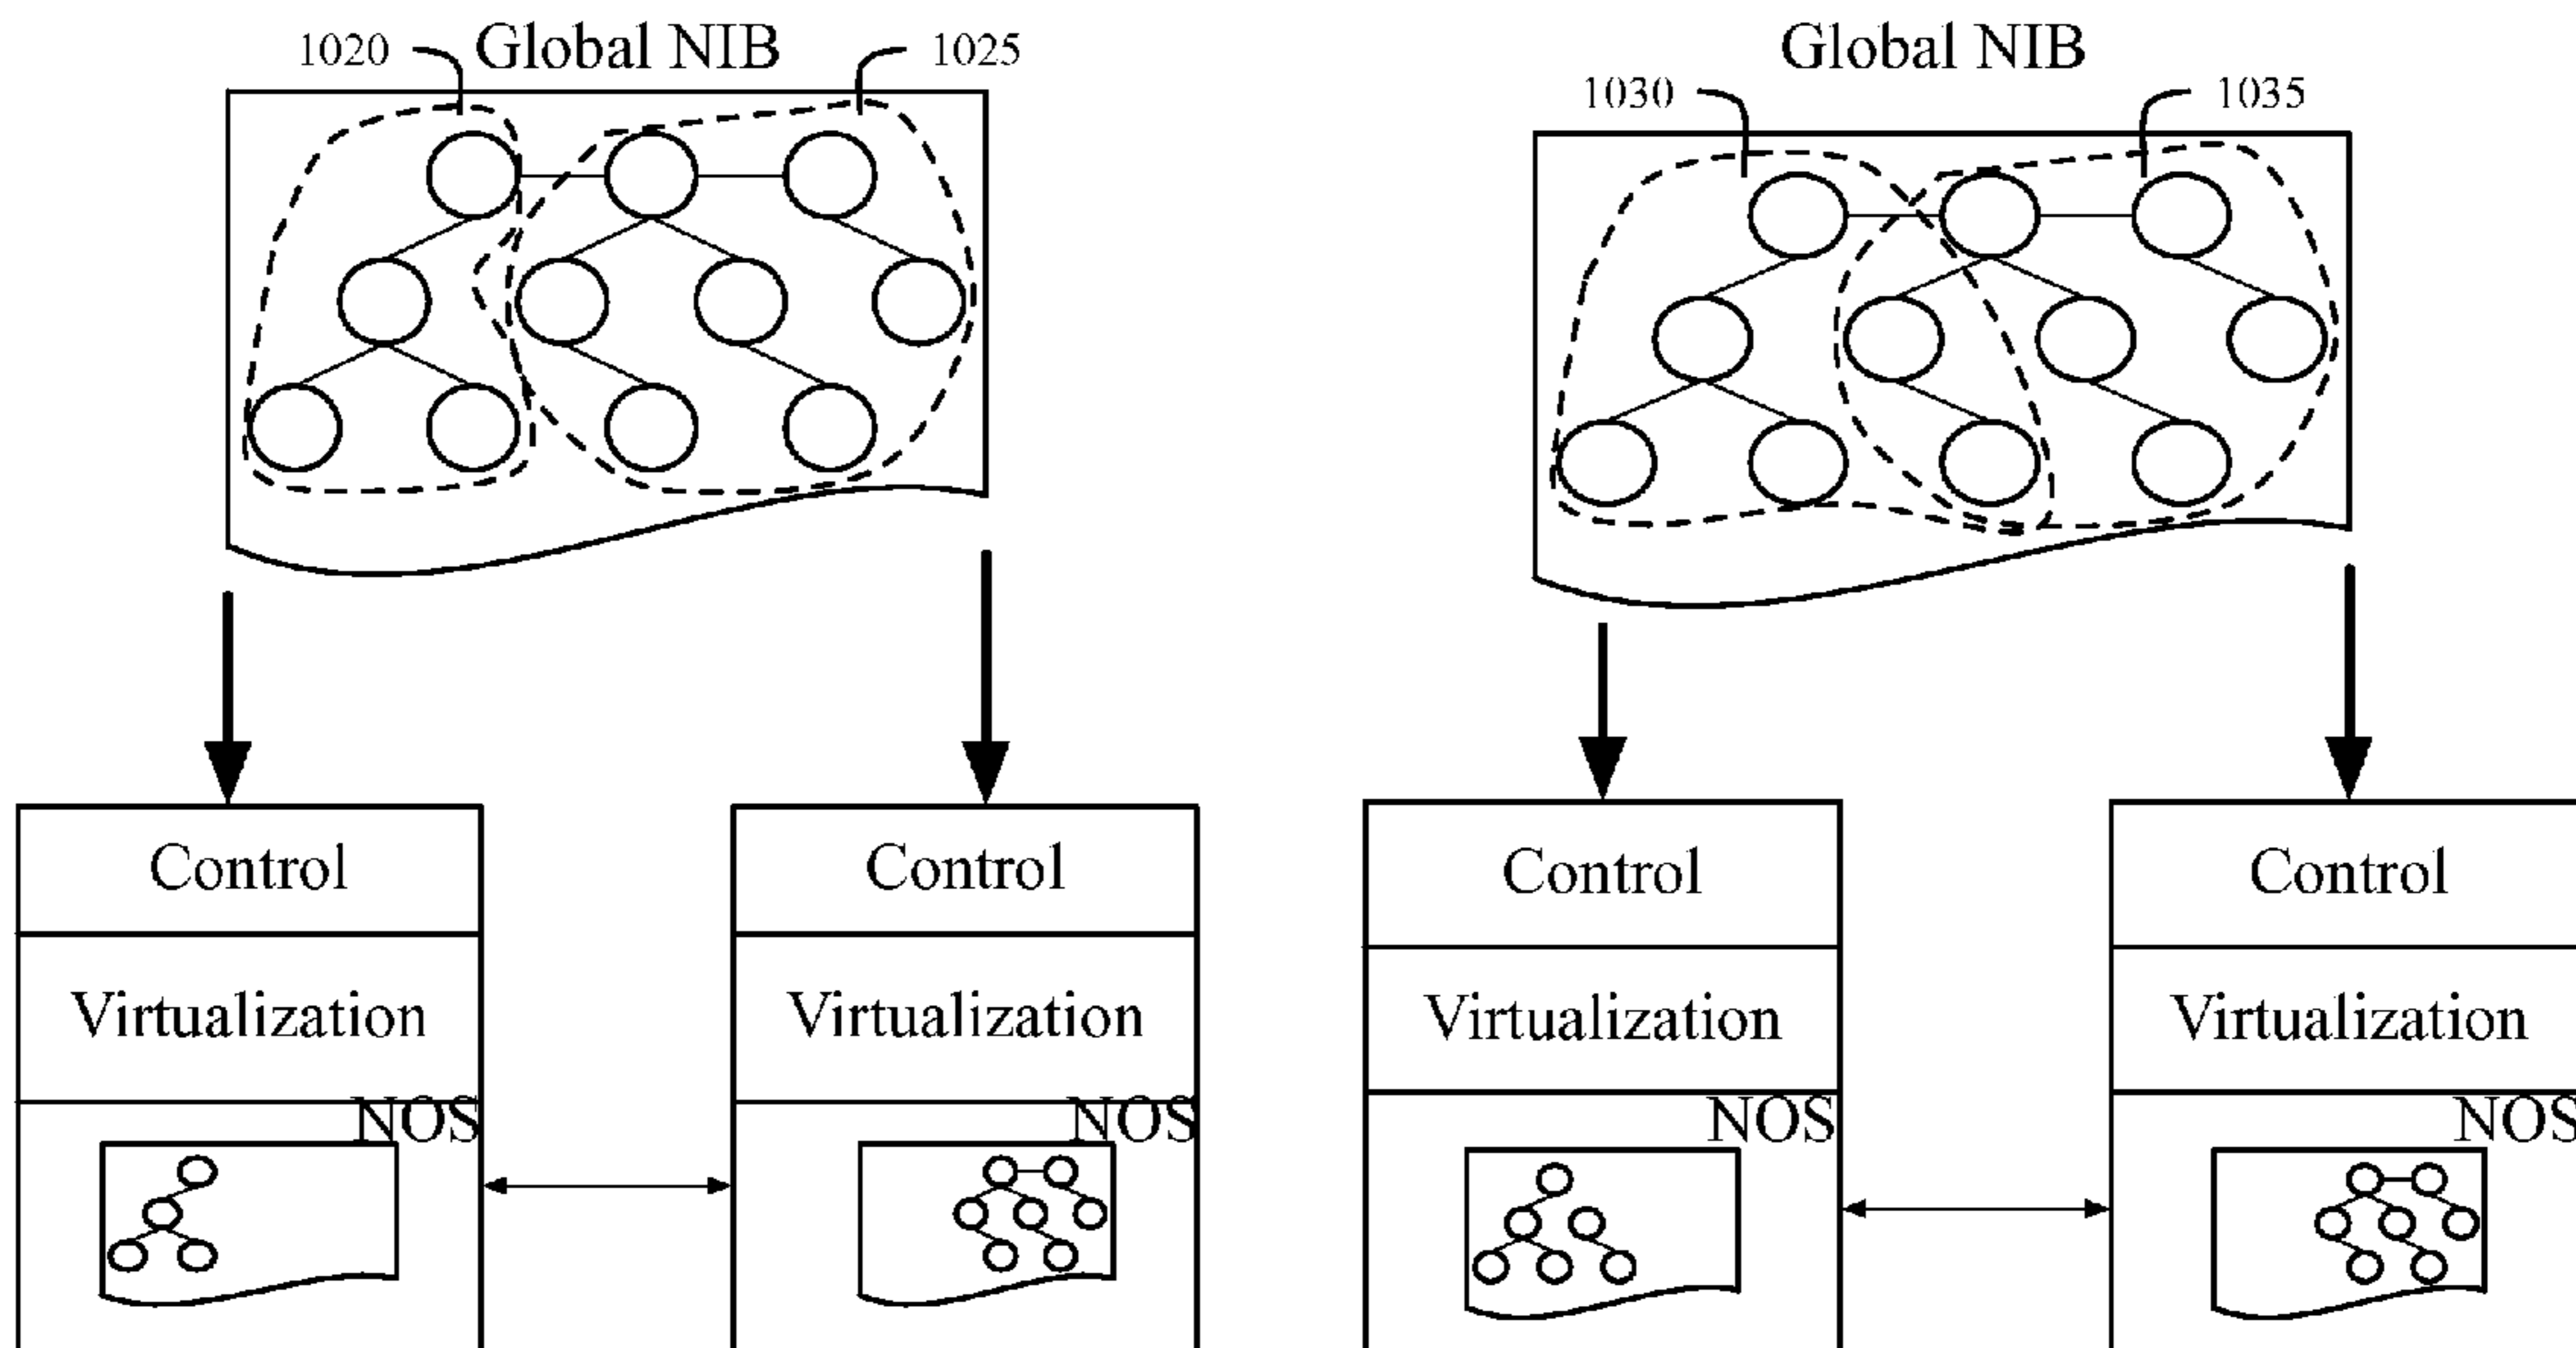 1020
Global NIB
1025
Control
Virtualization
NOS
Control
Virtualization
NOS
Global NIB
1030
1035
Control
Virtualization
NOS
Control
Virtualization
NOS